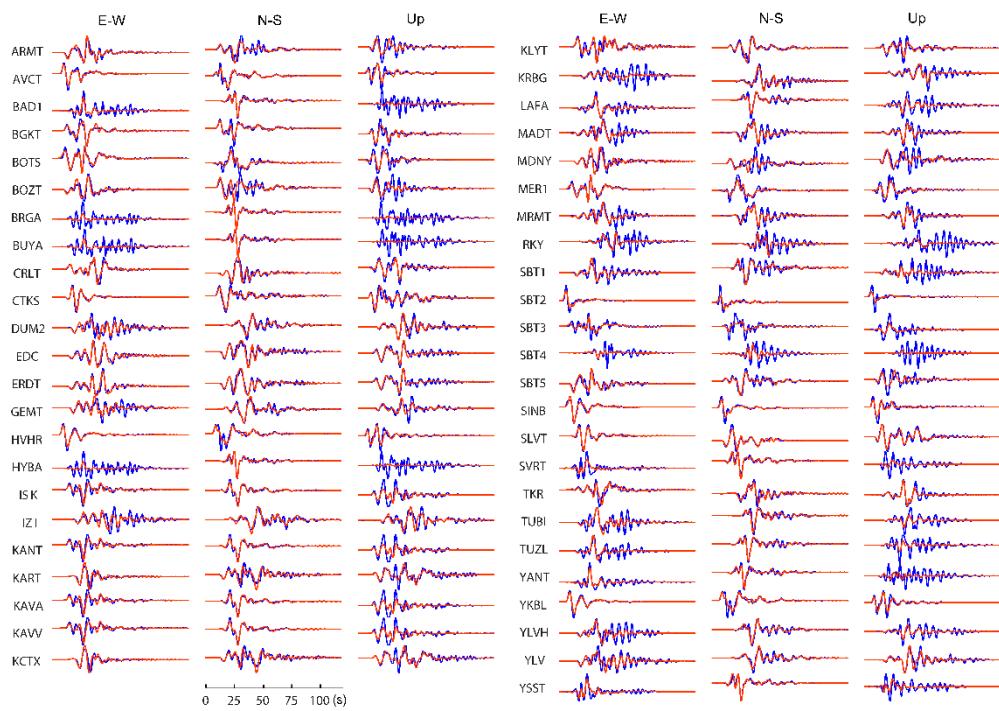 E-W N-S Up
ARMT
AVCT
BAD1
BGKT
BOTS
BOZT
BRGA
BUYA
CRLT
CTKS
DUM2
EDC
ERDT
GEMT
HVHR
HYBA
ISK
IZI
KANT
KART
KAVA
KAVV
KCTX
0 25 50 75 100 (s)
E-W N-S Up
KLYT
KRBG
LAFA
MADT
MDNY
MER1
MRMT
RKY
SBT1
SBT2
SBT3
SBT4
SBT5
SINB
SLVT
SVRT
TKR
TUBI
TUZL
YANT
YKBL
YLVH
YLV
YSST